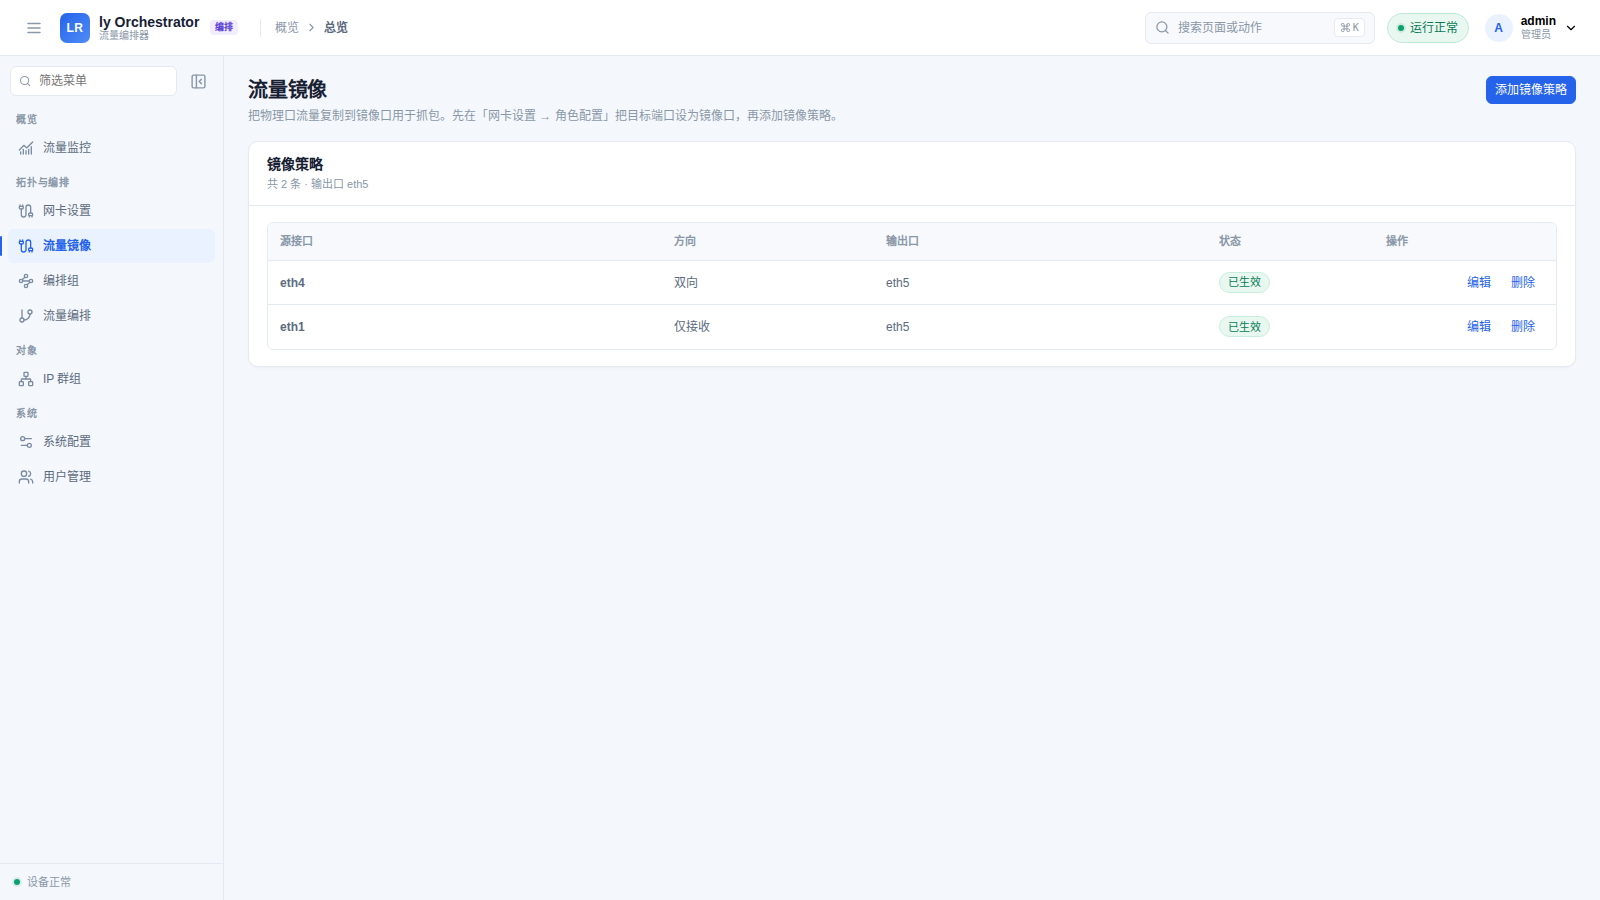 LR
ly Orchestrator
编排
流量编排器
概览
总览
搜索页面或动作
⌘K
运行正常
A
admin
管理员
筛选菜单
概览
流量监控
拓扑与编排
网卡设置
流量镜像
编排组
流量编排
对象
IP 群组
系统
系统配置
用户管理
设备正常
流量镜像
添加镜像策略
把物理口流量复制到镜像口用于抓包。先在「网卡设置 → 角色配置」把目标端口设为镜像口，再添加镜像策略。
镜像策略
共 2 条 · 输出口 eth5
源接口 方向 输出口 状态 操作
eth4 双向 eth5 已生效 编辑 删除
eth1 仅接收 eth5 已生效 编辑 删除